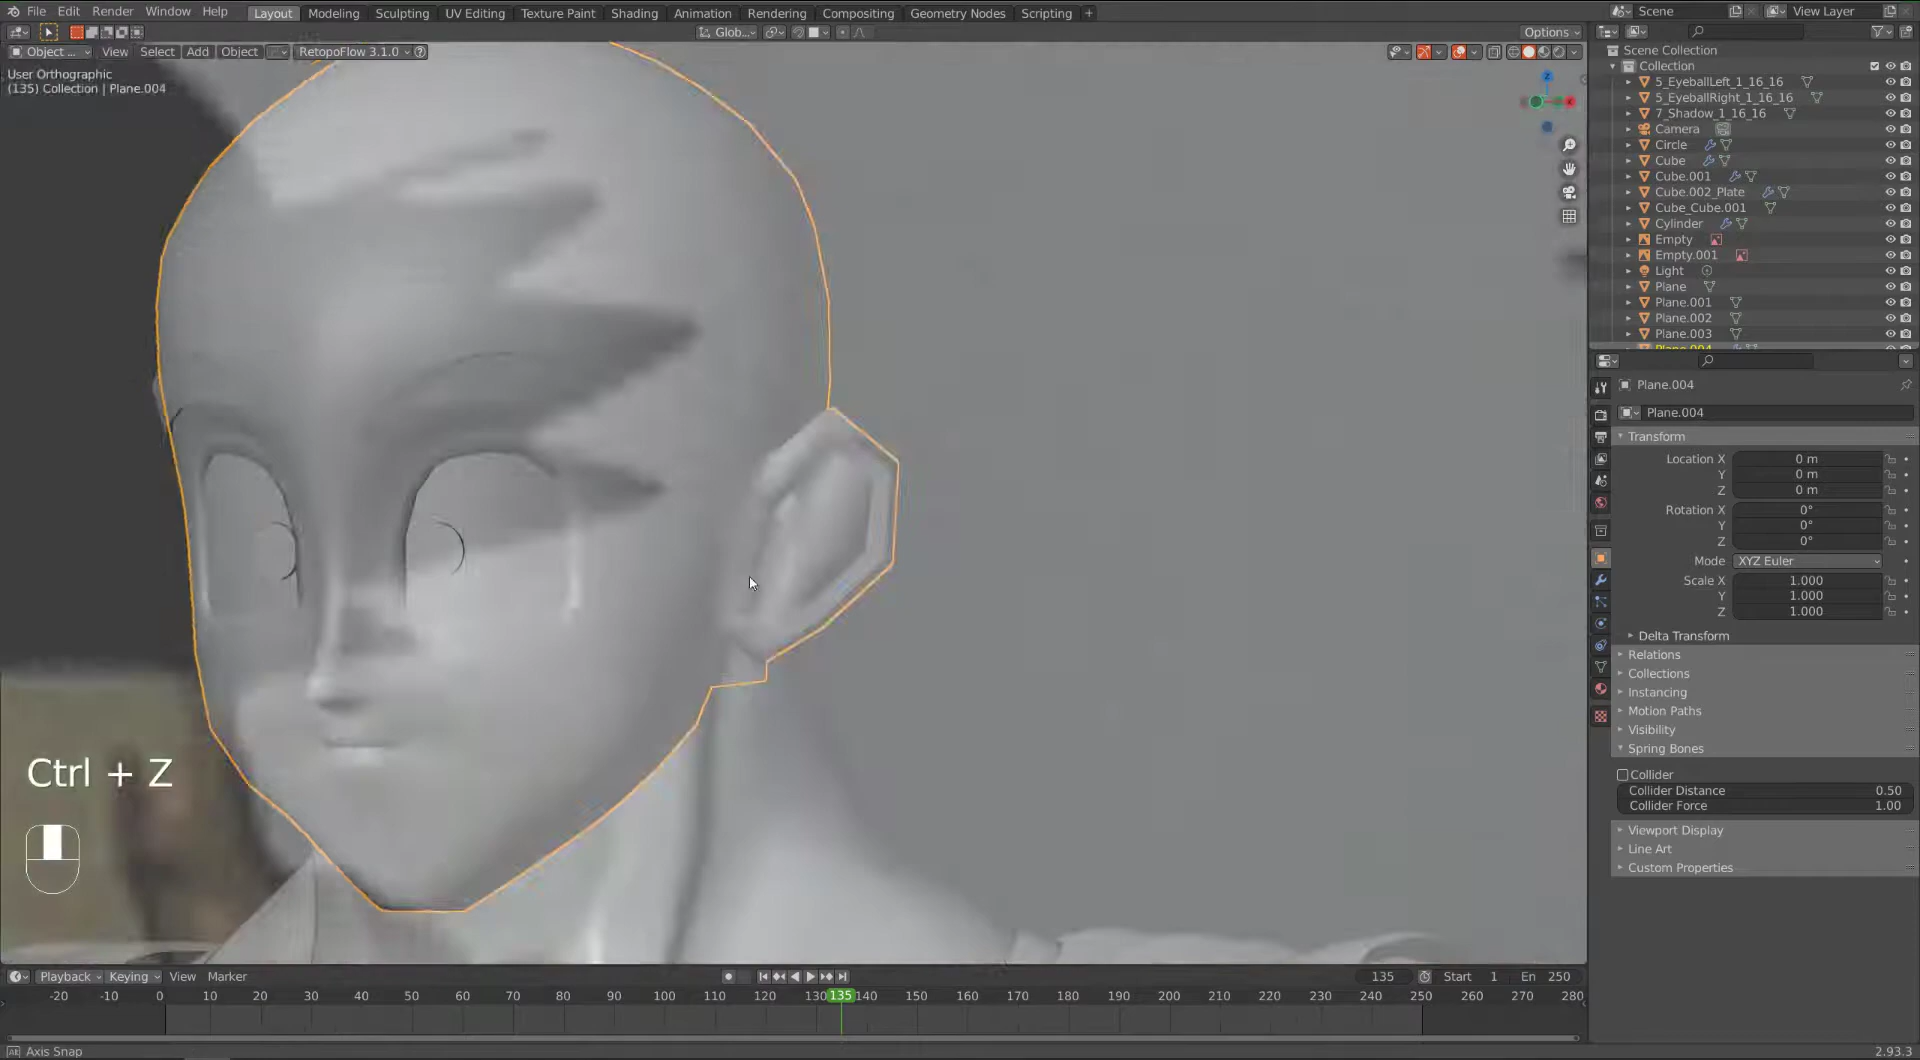 File Edit Render Window Help Layout Modeling Sculpting UV Editing Texture Paint Shading Animation Rendering Compositing Geometry Nodes Scripting + Scene View Layer
Glob... Options
Object ... View Select Add Object RetopoFlow 3.1.0
User Orthographic
(135) Collection | Plane.004
Scene Collection
Collection
5_EyeballLeft_1_16_16
5_EyeballRight_1_16_16
7_Shadow_1_16_16
Camera
Circle
Cube
Cube.001
Cube.002_Plate
Cube_Cube.001
Cylinder
Empty
Empty.001
Light
Plane
Plane.001
Plane.002
Plane.003
Plane.004
Plane.004
Plane.004
Transform
Location X 0 m
Y 0 m
Z 0 m
Rotation X 0°
Y 0°
Z 0°
Mode XYZ Euler
Scale X 1.000
Y 1.000
Z 1.000
Delta Transform
Relations
Collections
Instancing
Motion Paths
Visibility
Spring Bones
Collider
Collider Distance 0.50
Collider Force 1.00
Viewport Display
Line Art
Custom Properties
Ctrl + Z
Playback Keying View Marker 135 Start 1 En 250
-20 -10 0 10 20 30 40 50 60 70 80 90 100 110 120 130 135 140 150 160 170 180 190 200 210 220 230 240 250 260 270 280
Axis Snap 2.93.3